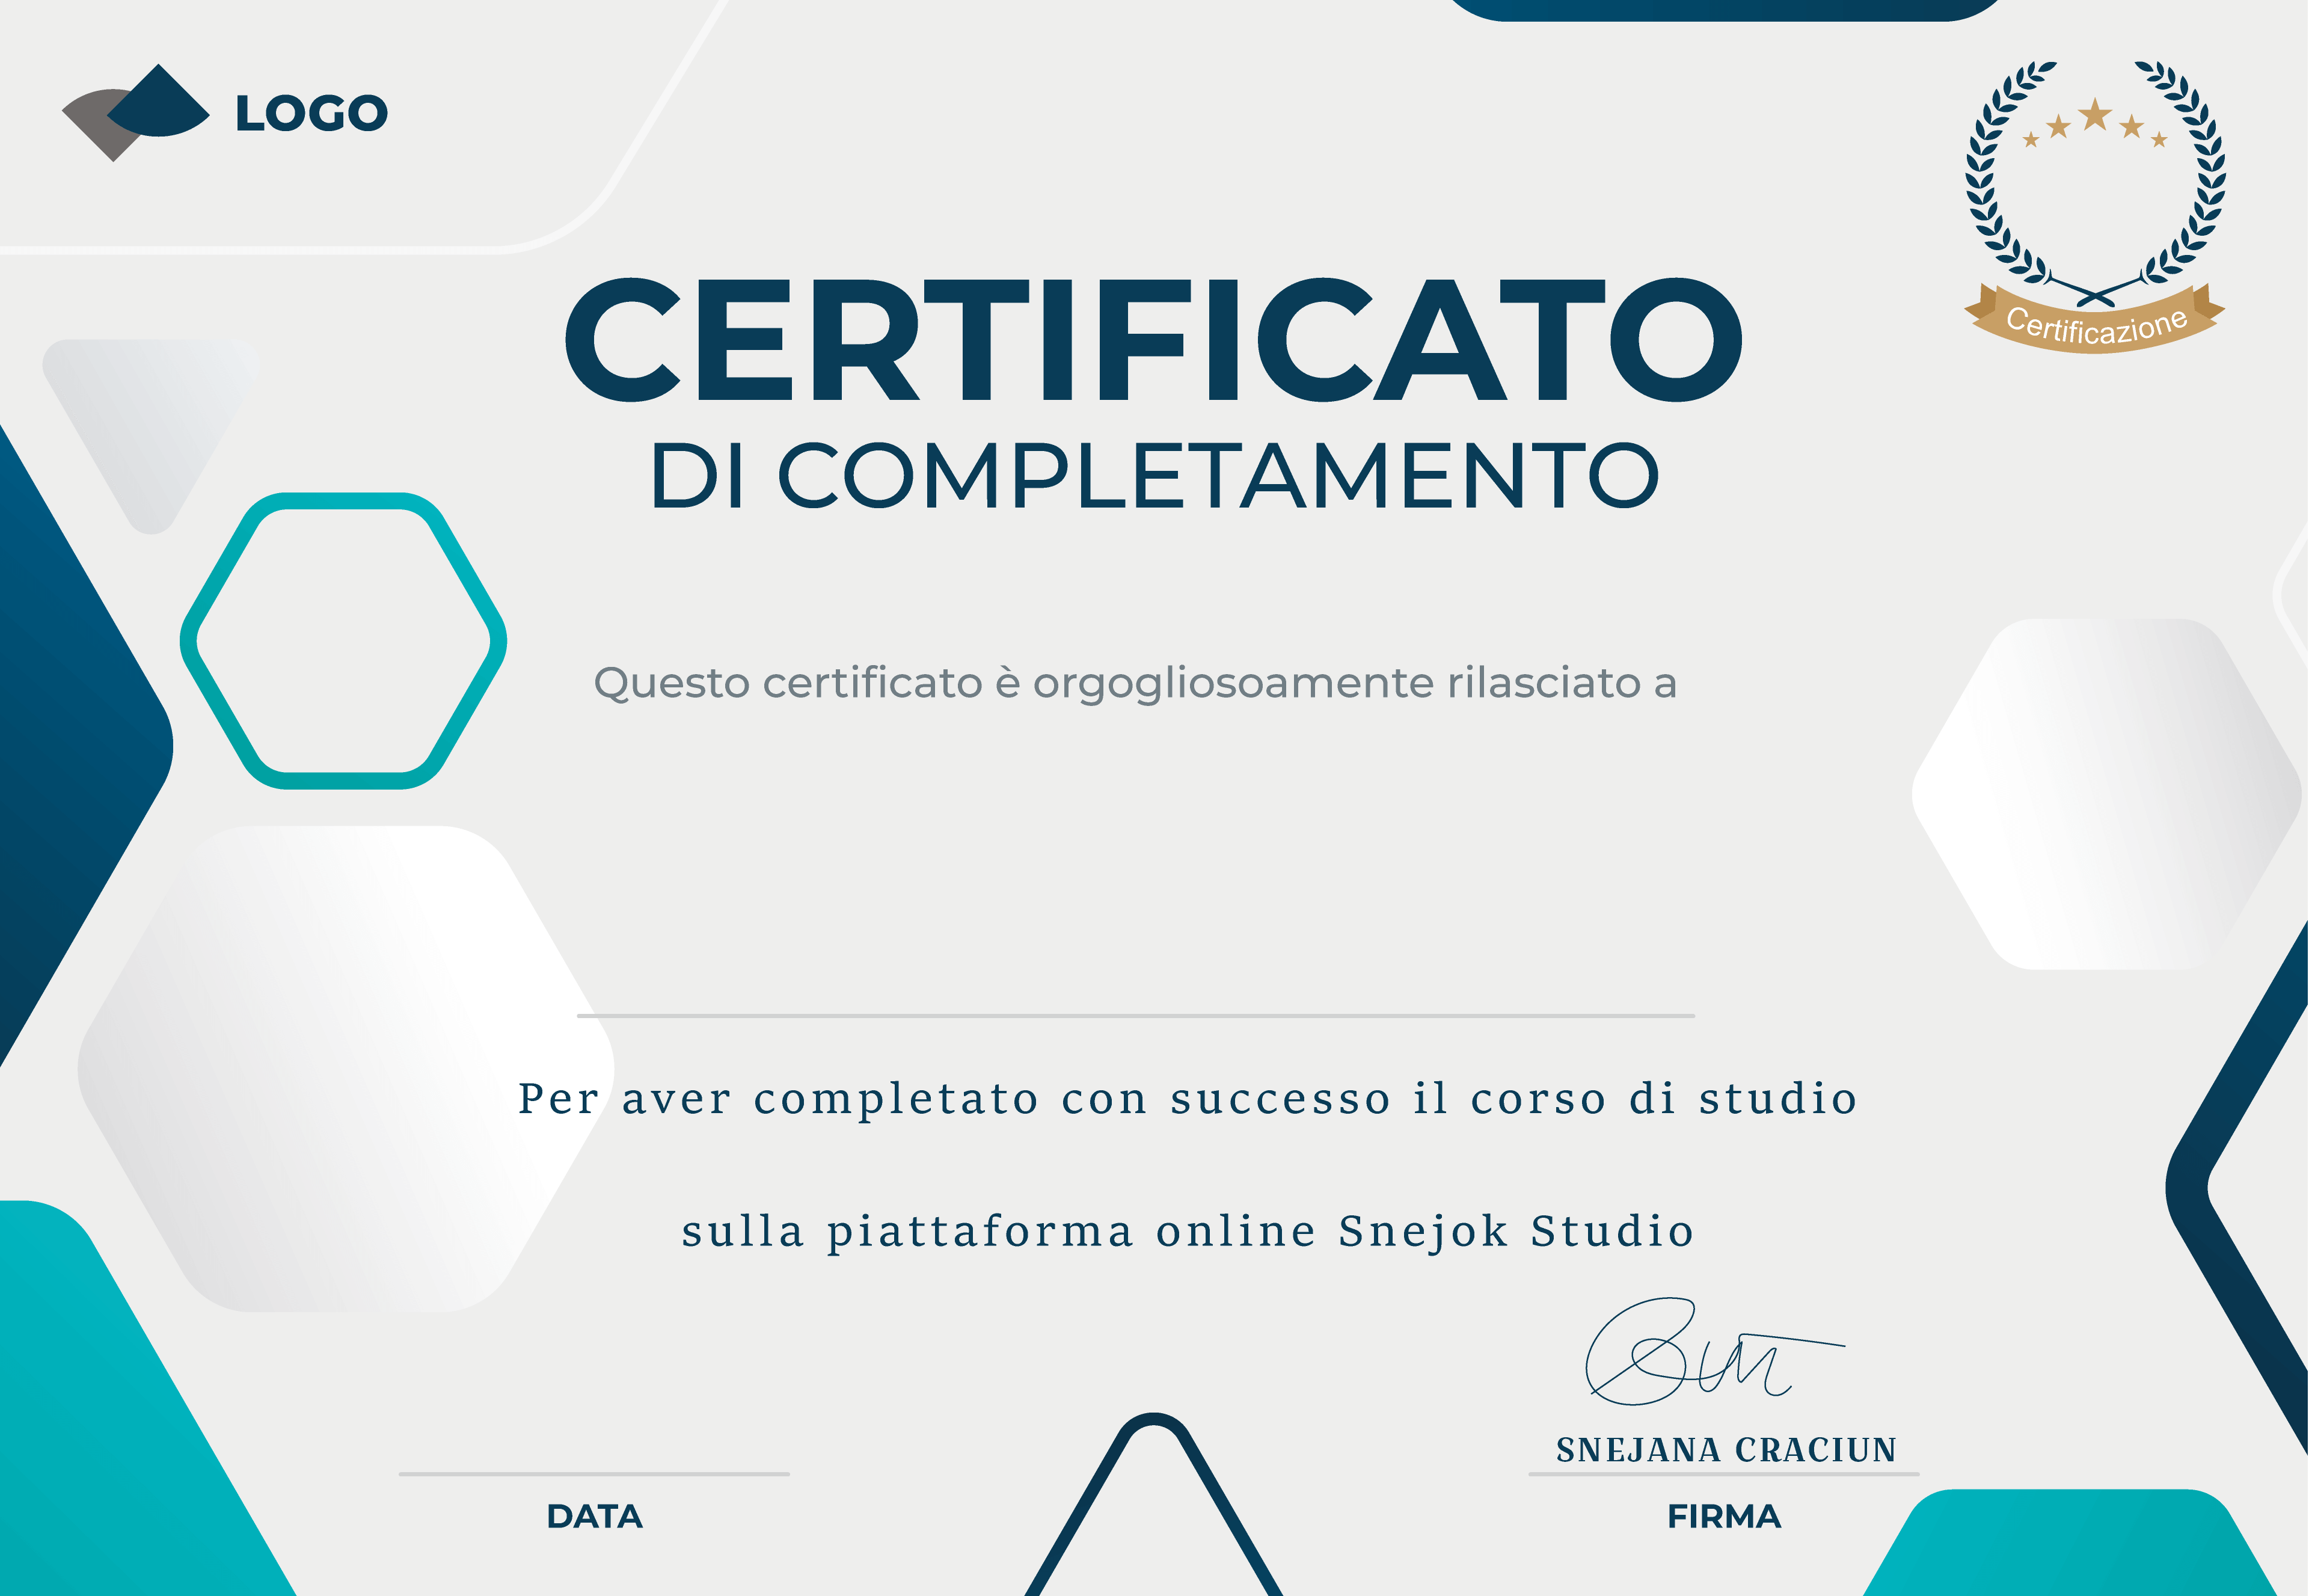 LOGO
Certificazione
CERTIFICATO
DI COMPLETAMENTO
Questo certificato è orgogliosoamente rilasciato a
Per aver completato con successo il corso di studio
sulla piattaforma online Snejok Studio
SNEJANA CRACIUN
DATA
FIRMA